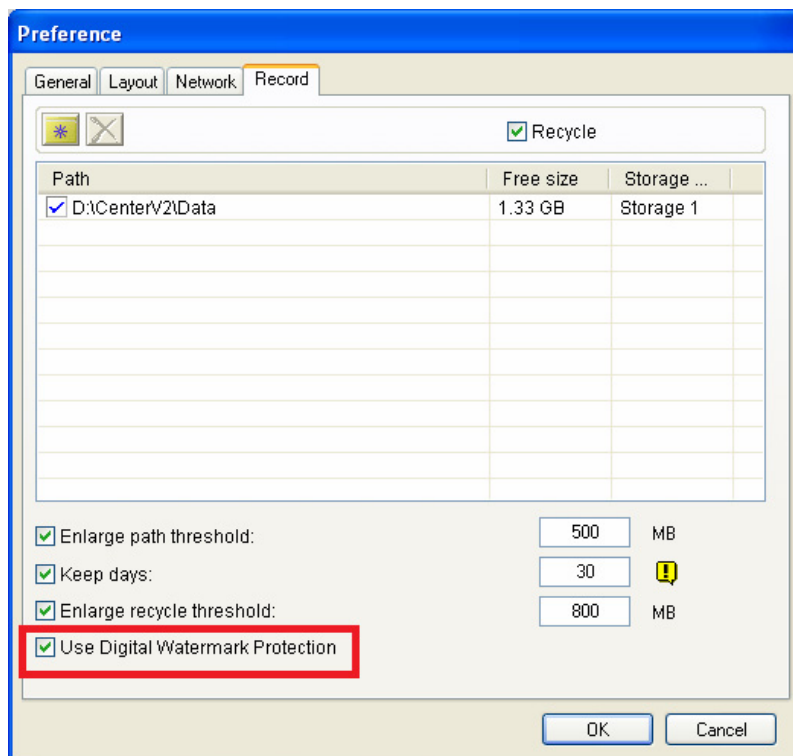 Preference
General Layout Network Record
Recycle
Path Free size Storage ...
D:\CenterV2\Data 1.33 GB Storage 1
Enlarge path threshold: 500 MB
Keep days: 30
Enlarge recycle threshold: 800 MB
Use Digital Watermark Protection
OK Cancel